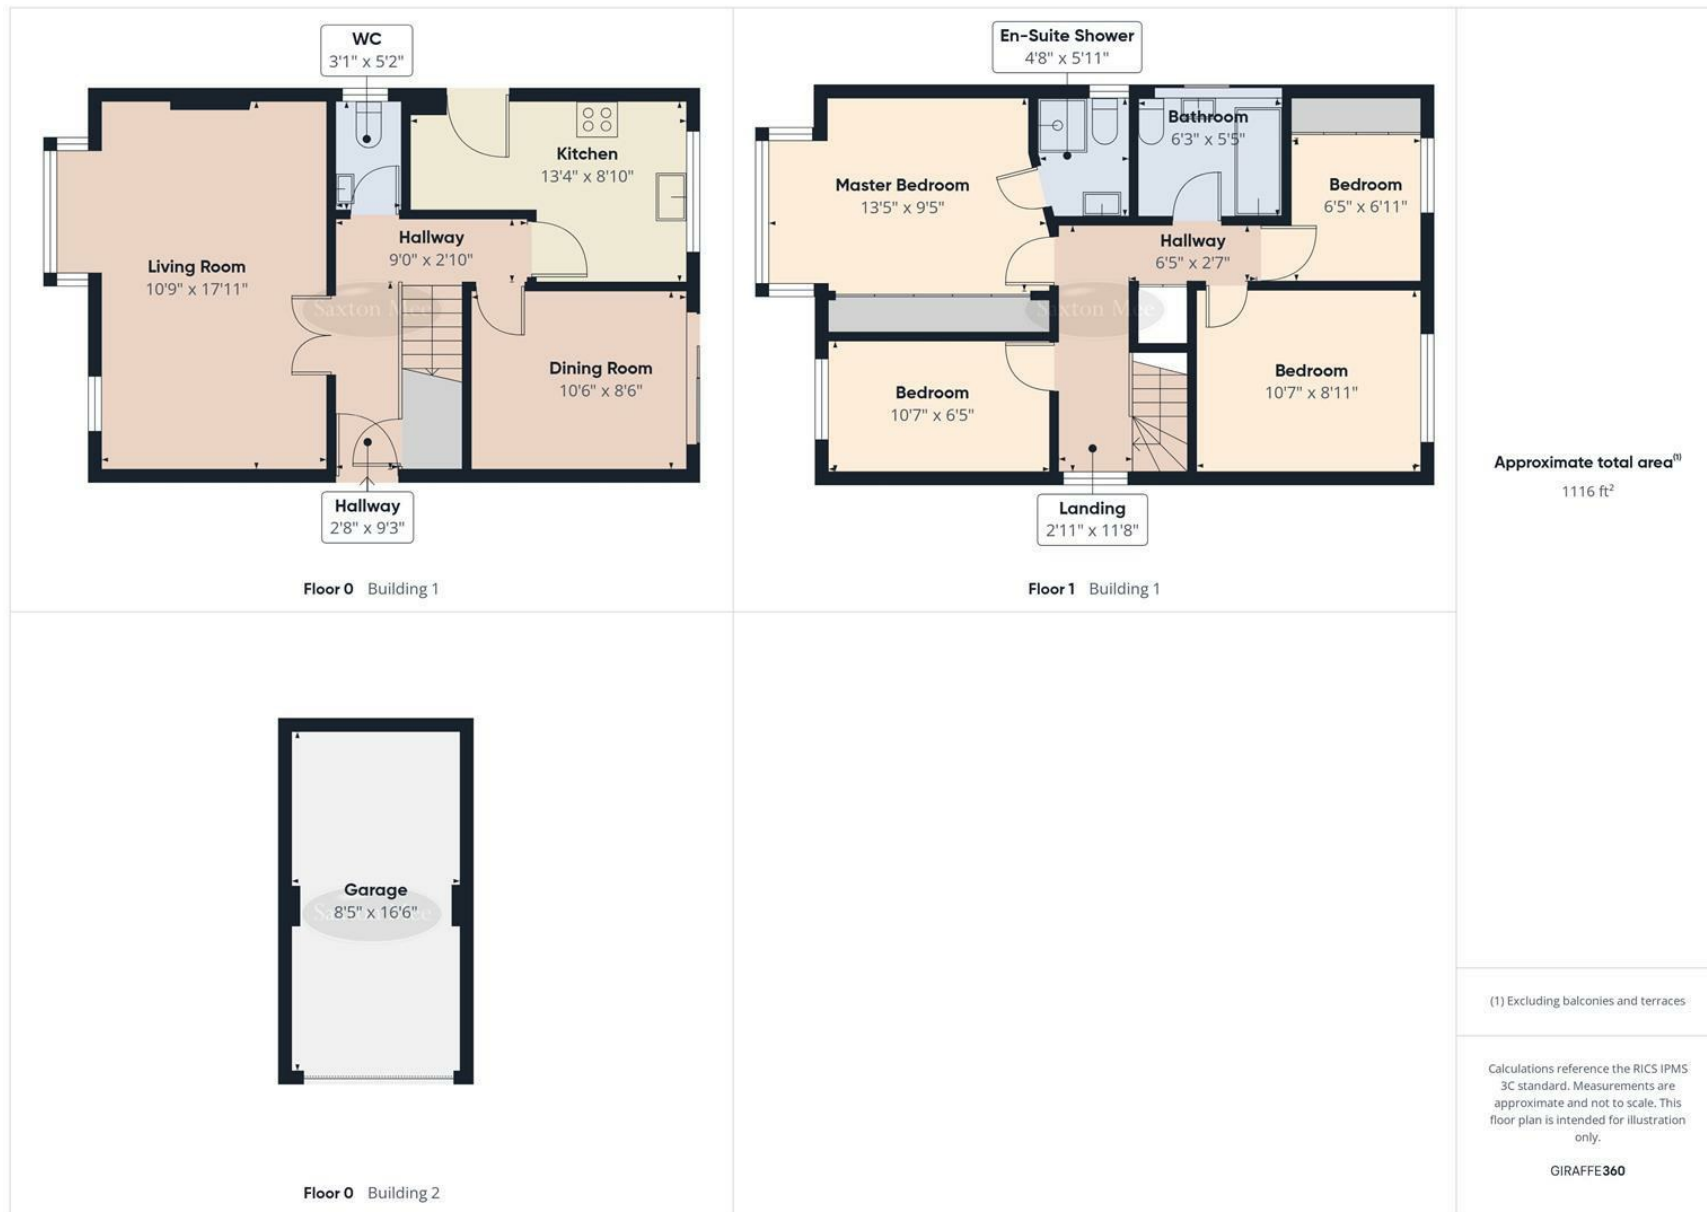 WC
3'1" x 5'2"
Kitchen
13'4" x 8'10"
Hallway
9'0" x 2'10"
Living Room
10'9" x 17'11"
Saxton Mee
Dining Room
10'6" x 8'6"
Hallway
2'8" x 9'3"
Floor 0 Building 1
En-Suite Shower
4'8" x 5'11"
Bathroom
6'3" x 5'5"
Master Bedroom
13'5" x 9'5"
Bedroom
6'5" x 6'11"
Hallway
6'5" x 2'7"
Saxton Mee
Bedroom
10'7" x 8'11"
Bedroom
10'7" x 6'5"
Landing
2'11" x 11'8"
Floor 1 Building 1
Garage
8'5" x 16'6"
Saxton Mee
Floor 0 Building 2
Approximate total area(1)
1116 ft²
(1) Excluding balconies and terraces
Calculations reference the RICS IPMS
3C standard. Measurements are
approximate and not to scale. This
floor plan is intended for illustration
only.
GIRAFFE360